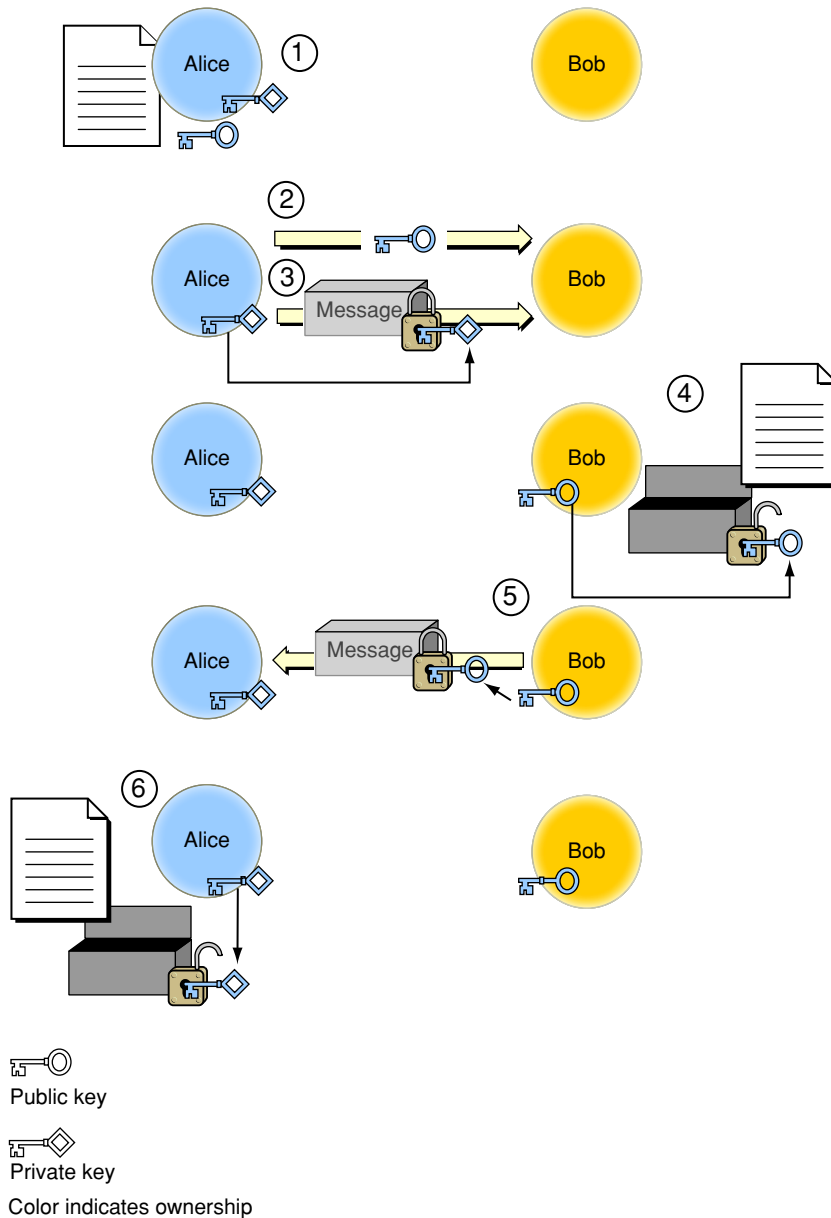 Alice
1
Bob
2
Alice
Bob
3
Message
4
Alice
Bob
5
Alice
Message
Bob
6
Alice
Bob
Public key
Private key
Color indicates ownership